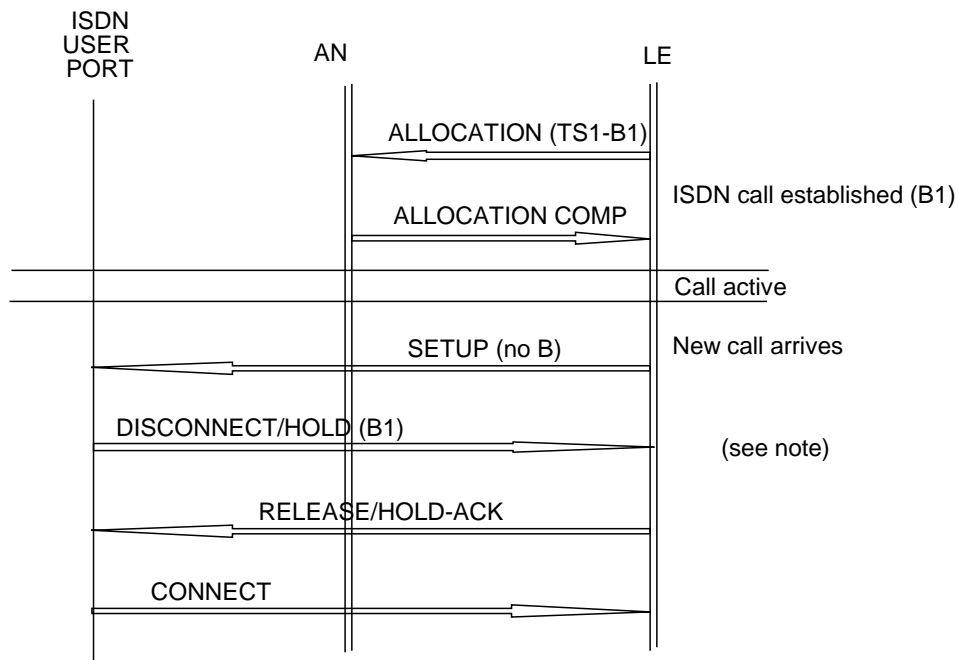 ISDN
USER
PORT
AN
LE
ALLOCATION (TS1-B1)
ISDN call established (B1)
ALLOCATION COMP
Call active
SETUP (no B)
New call arrives
DISCONNECT/HOLD (B1)
(see note)
RELEASE/HOLD-ACK
CONNECT